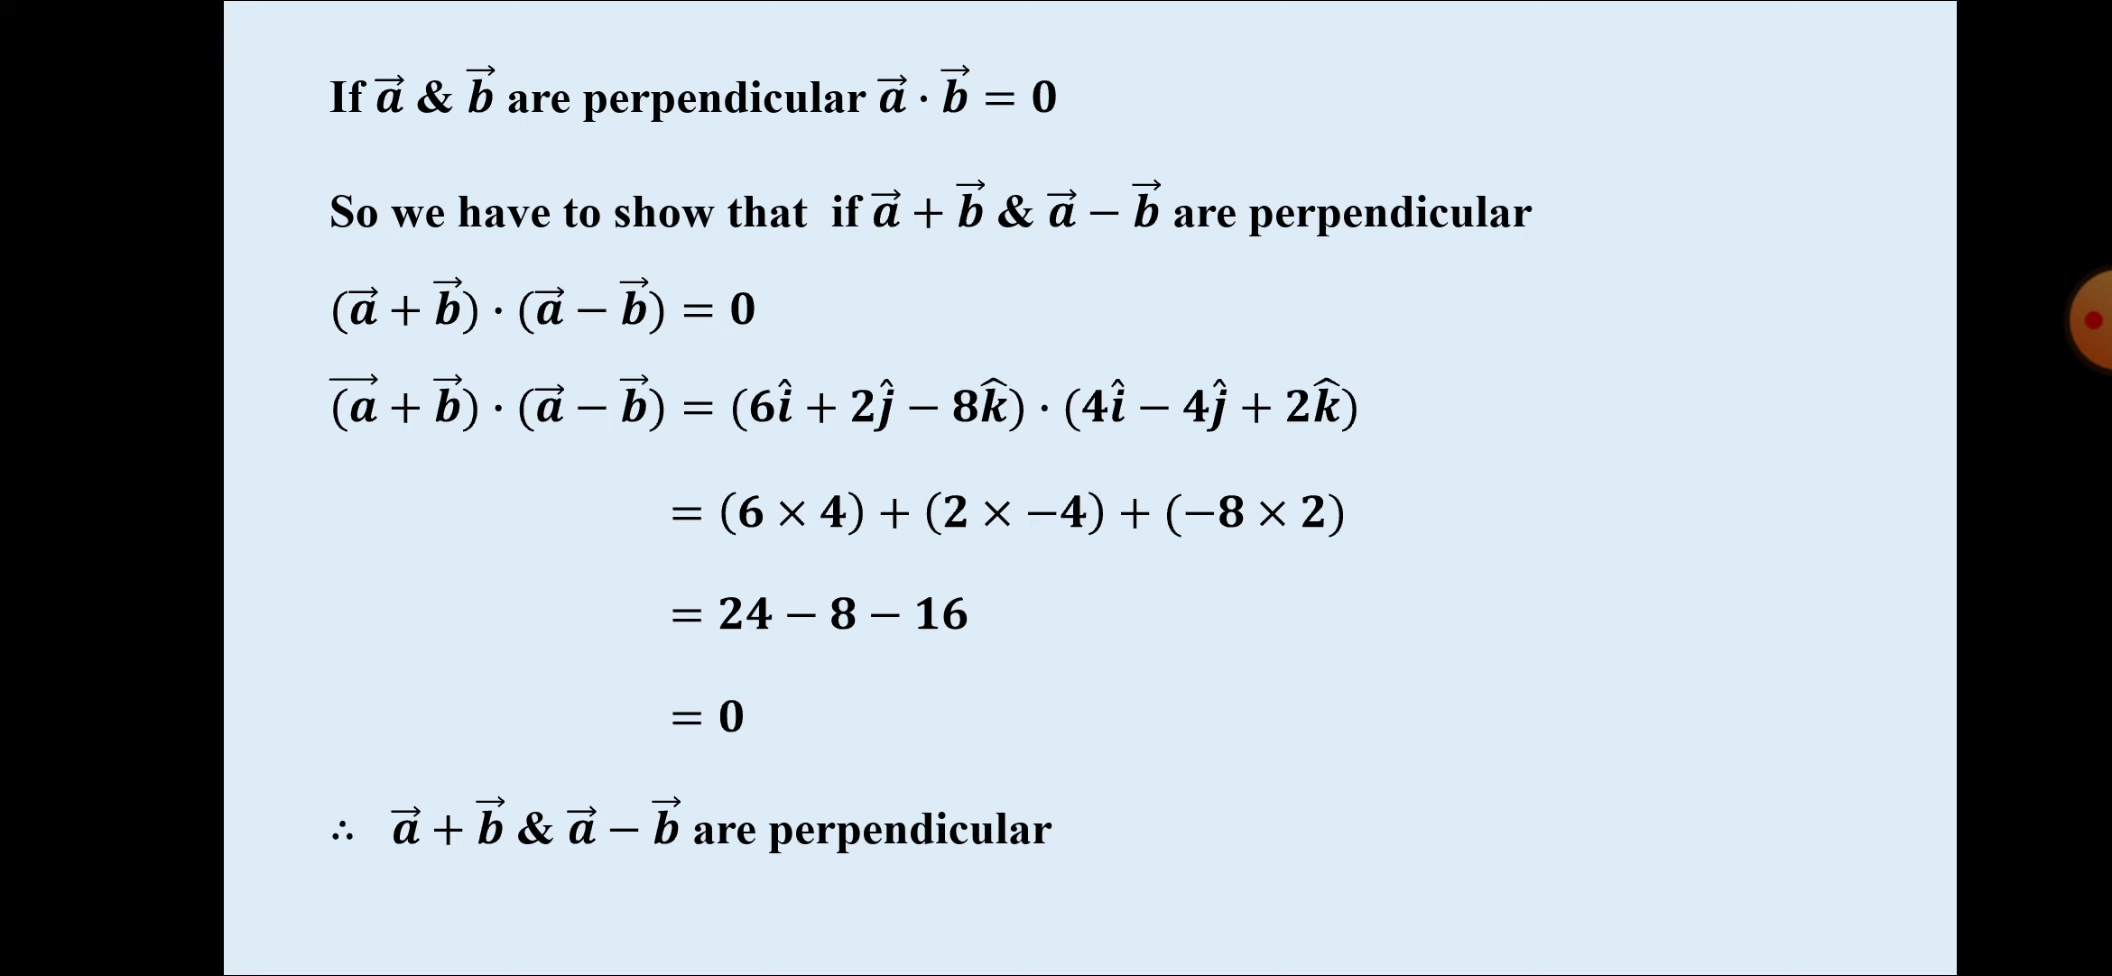 If a⃗ & b⃗ are perpendicular a⃗ · b⃗ = 0
So we have to show that if a⃗ + b⃗ & a⃗ − b⃗ are perpendicular
(a⃗ + b⃗) · (a⃗ − b⃗) = 0
(a⃗ + b⃗) · (a⃗ − b⃗) = (6î + 2ĵ − 8k̂) · (4î − 4ĵ + 2k̂)
= (6 × 4) + (2 × −4) + (−8 × 2)
= 24 − 8 − 16
= 0
∴ a⃗ + b⃗ & a⃗ − b⃗ are perpendicular